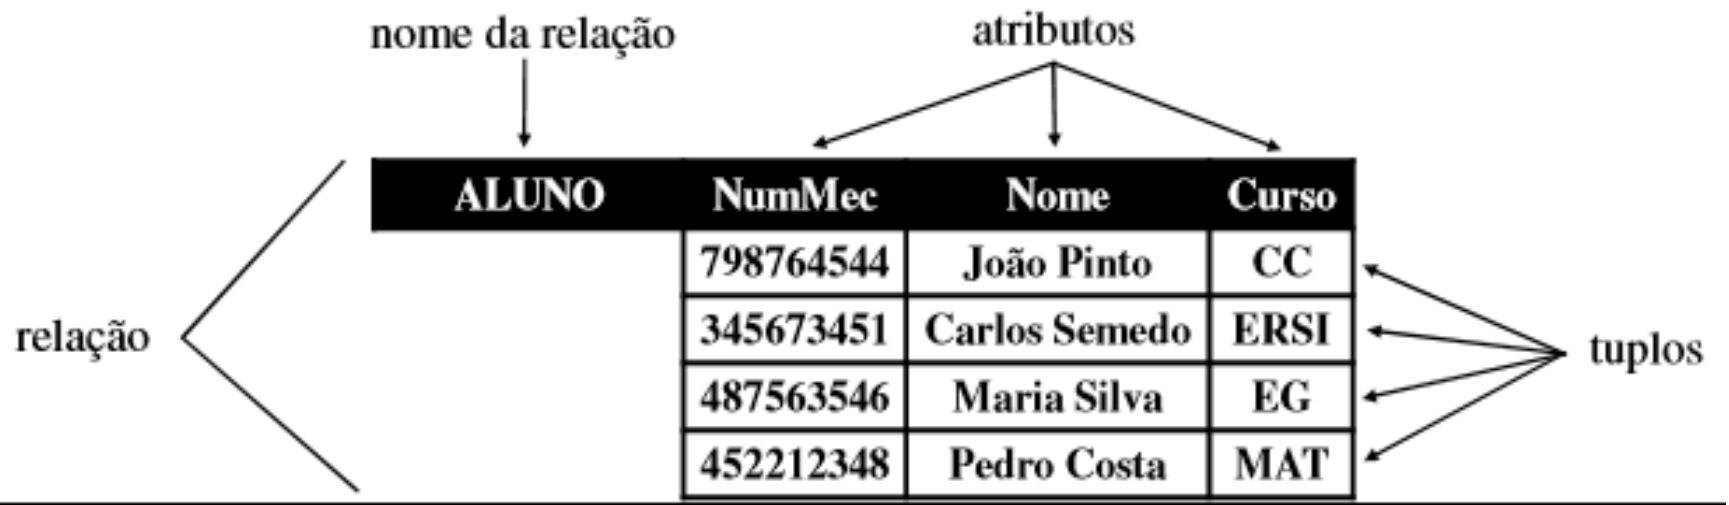 nome da relação
atributos
ALUNO NumMec Nome Curso
798764544 João Pinto CC
345673451 Carlos Semedo ERSI
relação
tuplos
487563546 Maria Silva EG
452212348 Pedro Costa MAT